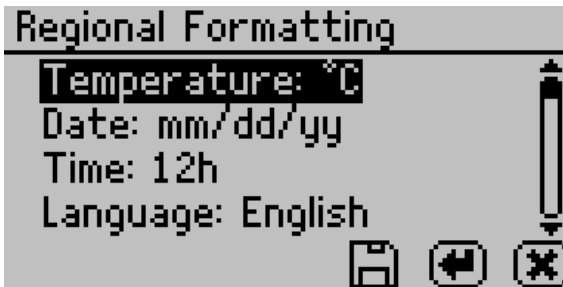 Regional Formatting
Temperature: °C
Date: mm/dd/yy
Time: 12h
Language: English